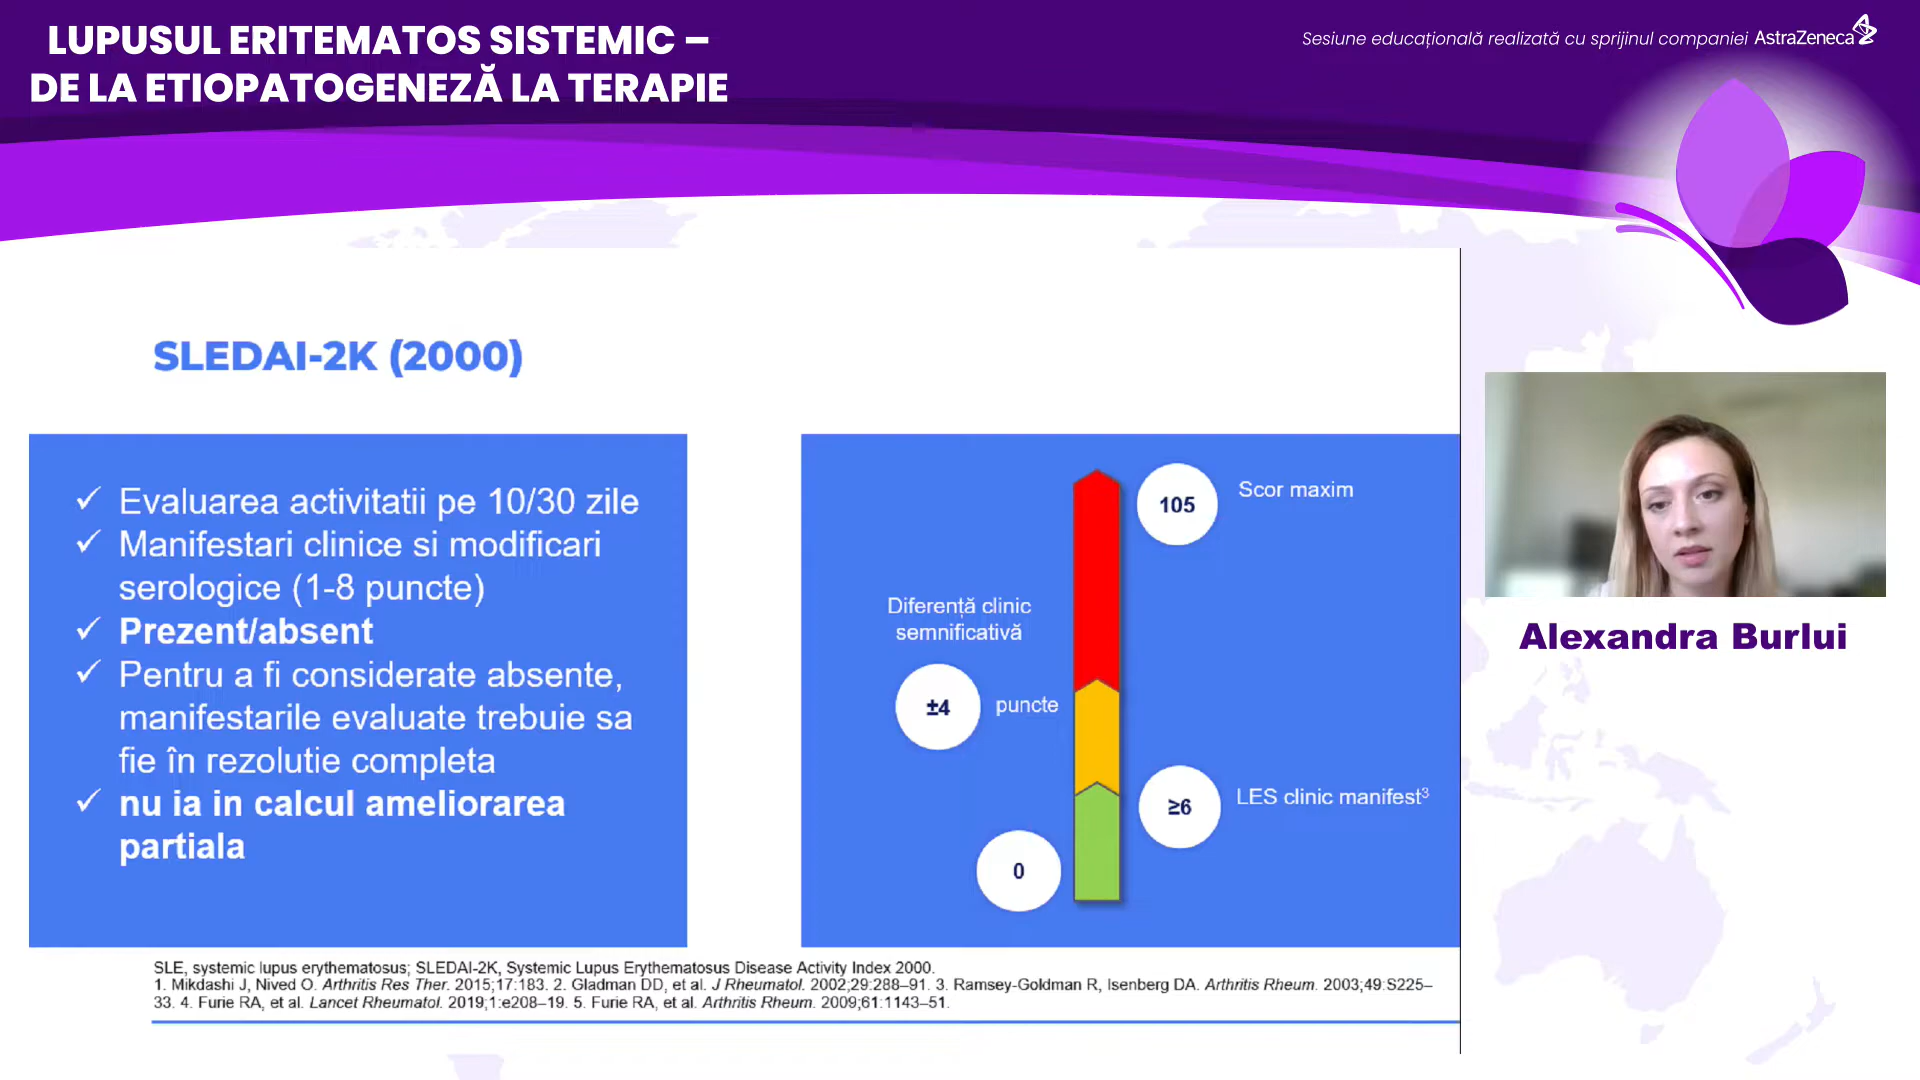 LUPUSUL ERITEMATOS SISTEMIC –
DE LA ETIOPATOGENEZĂ LA TERAPIE
Sesiune educațională realizată cu sprijinul companiei AstraZeneca
SLEDAI-2K (2000)
✓ Evaluarea activitatii pe 10/30 zile
✓ Manifestari clinice si modificari
serologice (1-8 puncte)
✓ Prezent/absent
✓ Pentru a fi considerate absente,
manifestarile evaluate trebuie sa
fie în rezolutie completa
✓ nu ia in calcul ameliorarea
partiala
105
Scor maxim
Diferență clinic
semnificativă
±4
puncte
≥6
LES clinic manifest³
0
SLE, systemic lupus erythematosus; SLEDAI-2K, Systemic Lupus Erythematosus Disease Activity Index 2000.
1. Mikdashi J, Nived O. Arthritis Res Ther. 2015;17:183. 2. Gladman DD, et al. J Rheumatol. 2002;29:288–91. 3. Ramsey-Goldman R, Isenberg DA. Arthritis Rheum. 2003;49:S225–
33. 4. Furie RA, et al. Lancet Rheumatol. 2019;1:e208–19. 5. Furie RA, et al. Arthritis Rheum. 2009;61:1143–51.
Alexandra Burlui